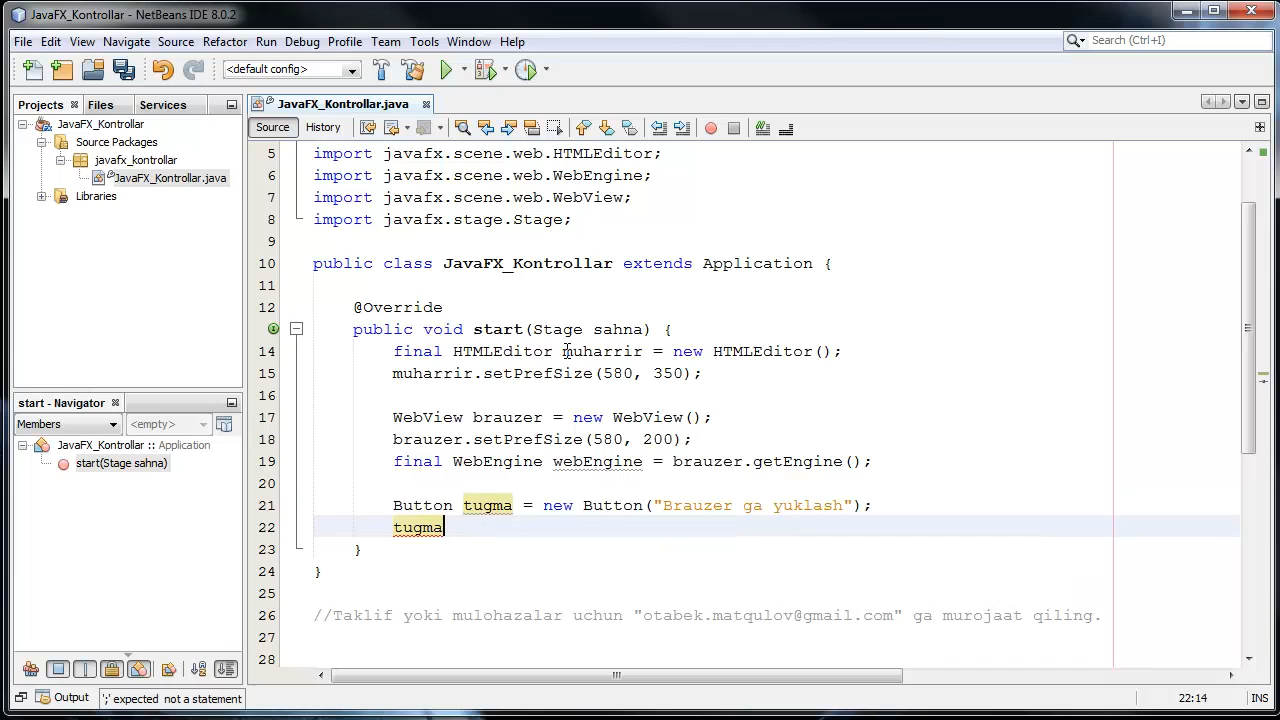 JavaFX_Kontrollar - NetBeans IDE 8.0.2
File Edit View Navigate Source Refactor Run Debug Profile Team Tools Window Help
Search (Ctrl+I)
<default config>
Projects Files Services
JavaFX_Kontrollar
Source Packages
javafx_kontrollar
JavaFX_Kontrollar.java
Libraries
start - Navigator
Members <empty>
JavaFX_Kontrollar :: Application
start(Stage sahna)
JavaFX_Kontrollar.java
Source History
5 import javafx.scene.web.HTMLEditor;
6 import javafx.scene.web.WebEngine;
7 import javafx.scene.web.WebView;
8 import javafx.stage.Stage;
9
10 public class JavaFX_Kontrollar extends Application {
11
12 @Override
public void start(Stage sahna) {
14 final HTMLEditor muharrir = new HTMLEditor();
15 muharrir.setPrefSize(580, 350);
16
17 WebView brauzer = new WebView();
18 brauzer.setPrefSize(580, 200);
19 final WebEngine webEngine = brauzer.getEngine();
20
21 Button tugma = new Button("Brauzer ga yuklash");
22 tugma
23 }
24 }
25
26 //Taklif yoki mulohazalar uchun "otabek.matqulov@gmail.com" ga murojaat qiling.
27
28
Output
';' expected not a statement
22:14 INS